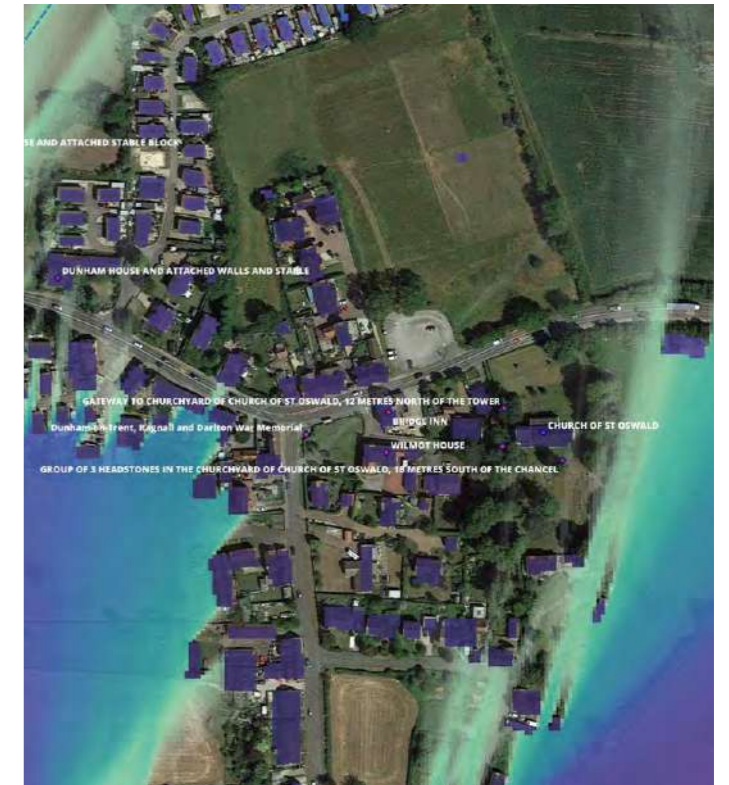 SE AND ATTACHED STABLE BLOCK
DUNHAM HOUSE AND ATTACHED WALLS AND STABLE
GATEWAY TO CHURCHYARD OF CHURCH OF ST OSWALD, 12 METRES NORTH OF THE TOWER
BRIDGE INN
CHURCH OF ST OSWALD
Dunham-on-Trent, Ragnall and Darlton War Memorial
WILMOT HOUSE
GROUP OF 3 HEADSTONES IN THE CHURCHYARD OF CHURCH OF ST OSWALD, 18 METRES SOUTH OF THE CHANCEL